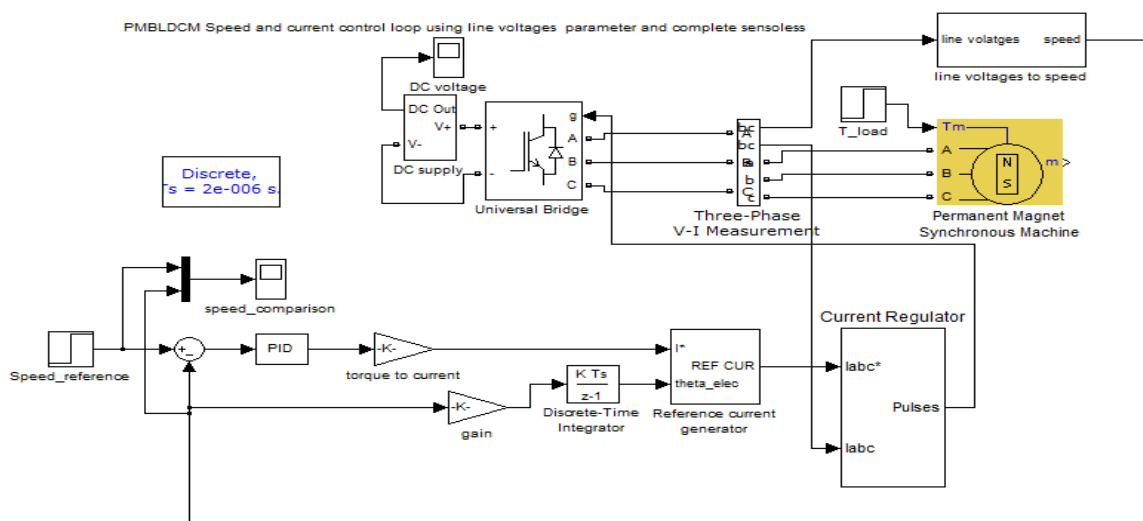 PMBLDCM Speed and current control loop using line voltages parameter and complete sensoless
line volatges speed
line voltages to speed
DC voltage
DC Out
V+
V-
DC supply
+
-
g
A
B
C
Universal Bridge
A
B
C
a
b
c
Three-Phase
V-I Measurement
T_load
Tm
A
B
C
m
N
S
Permanent Magnet
Synchronous Machine
Discrete,
Ts = 2e-006 s.
speed_comparison
Speed_reference
+
-
PID
-K-
torque to current
-K-
gain
K Ts
z-1
Discrete-Time
Integrator
I*
REF CUR
theta_elec
Reference current
generator
Current Regulator
Iabc*
Pulses
Iabc